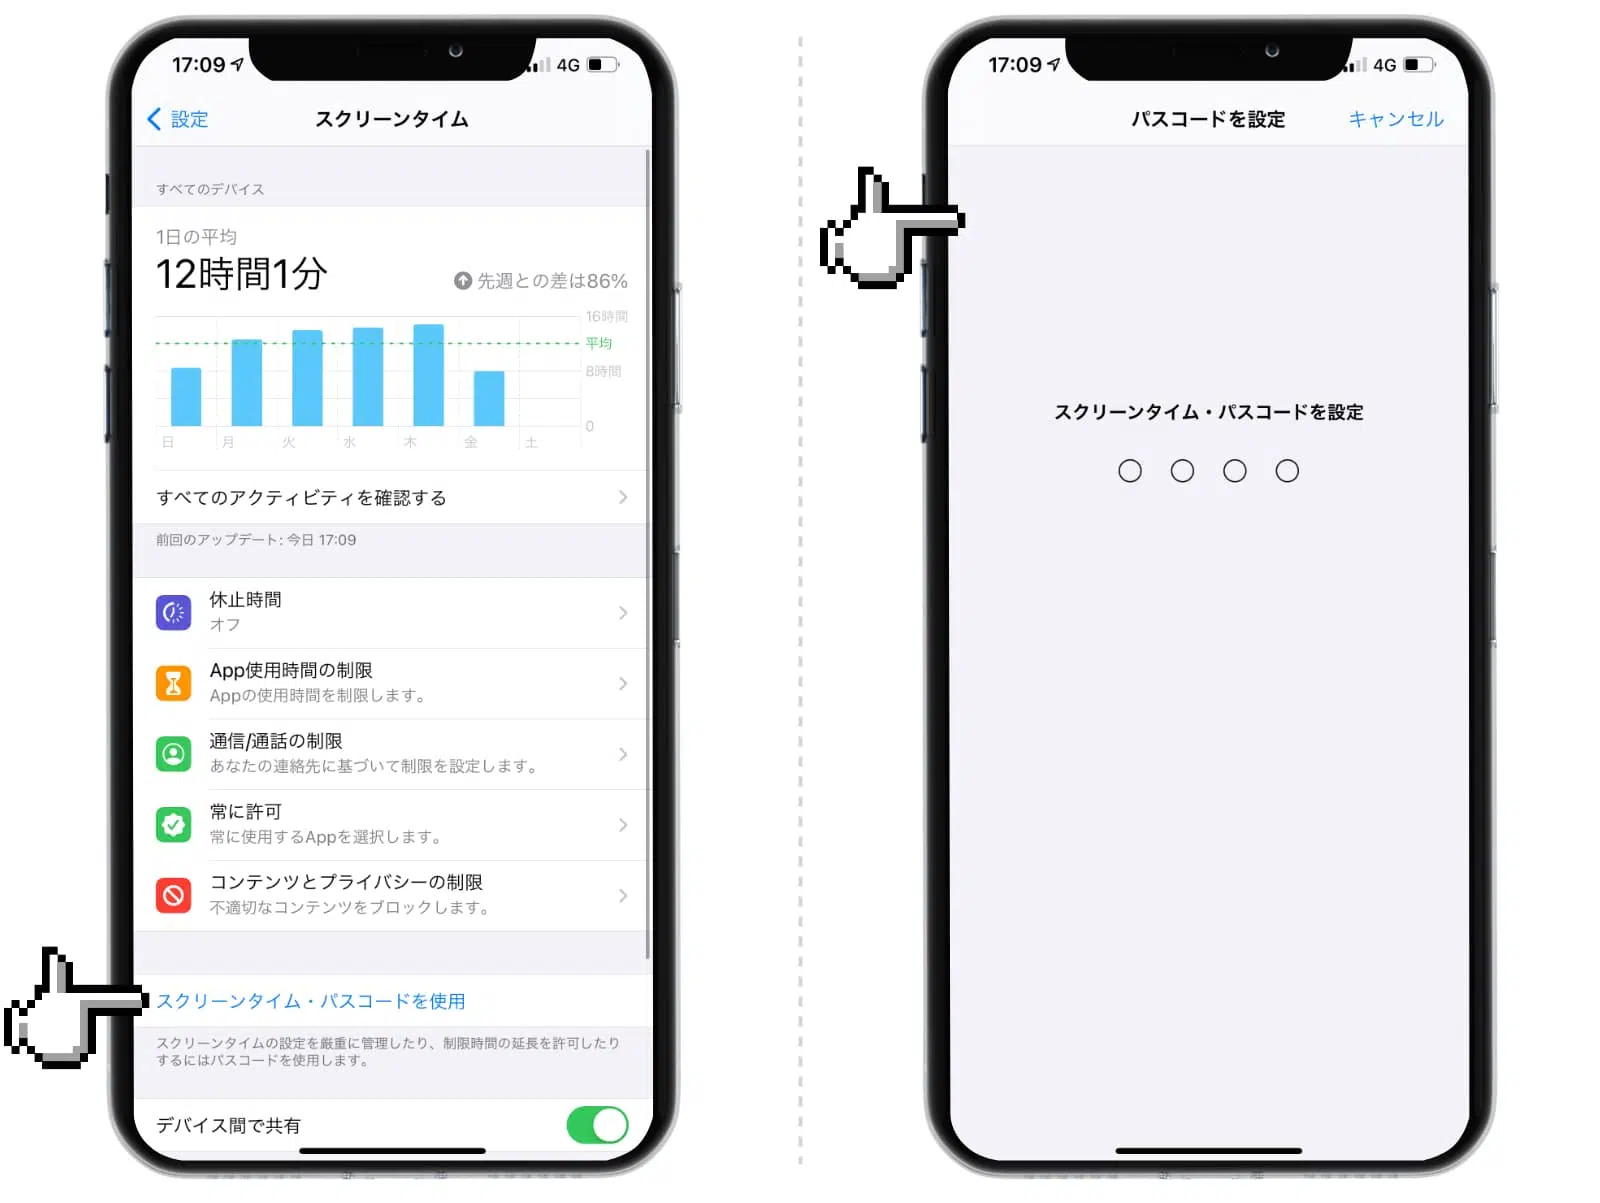 17:09
4G
設定
スクリーンタイム
すべてのデバイス
1日の平均
12時間1分
先週との差は86%
16時間
平均
8時間
0
日 月 火 水 木 金 土
すべてのアクティビティを確認する
前回のアップデート: 今日 17:09
休止時間
オフ
App使用時間の制限
Appの使用時間を制限します。
通信/通話の制限
あなたの連絡先に基づいて制限を設定します。
常に許可
常に使用するAppを選択します。
コンテンツとプライバシーの制限
不適切なコンテンツをブロックします。
スクリーンタイム・パスコードを使用
スクリーンタイムの設定を厳重に管理したり、制限時間の延長を許可したり
するにはパスコードを使用します。
デバイス間で共有
17:09
4G
パスコードを設定
キャンセル
スクリーンタイム・パスコードを設定